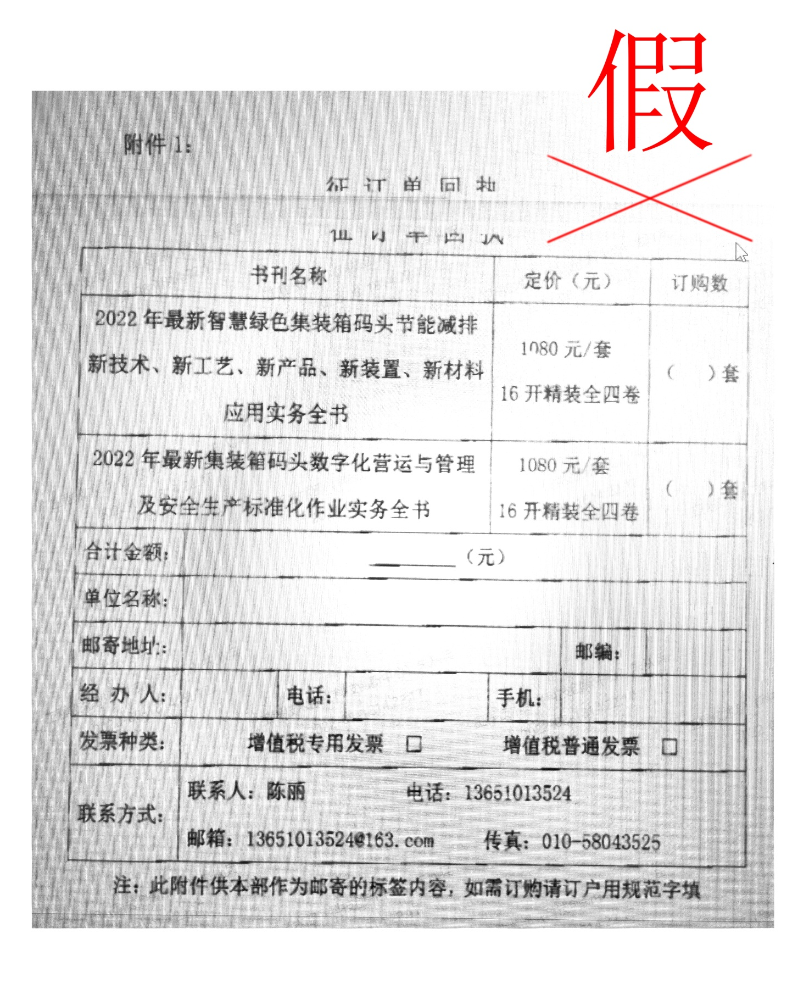 假
附件 1：
征 订 单 回 执
征 订 单 回 执
书刊名称 定价（元） 订购数
2022 年最新智慧绿色集装箱码头节能减排
新技术、新工艺、新产品、新装置、新材料
应用实务全书
1080 元/套
16 开精装全四卷
（ ）套
2022 年最新集装箱码头数字化营运与管理
及安全生产标准化作业实务全书
1080 元/套
16 开精装全四卷
（ ）套
合计金额： （元）
单位名称：
邮寄地址： 邮编：
经 办 人： 电话： 手机：
发票种类： 增值税专用发票 □ 增值税普通发票 □
联系方式：
联系人：陈丽 电话：13651013524
邮箱：13651013524@163.com 传真：010-58043525
注：此附件供本部作为邮寄的标签内容，如需订购请订户用规范字填